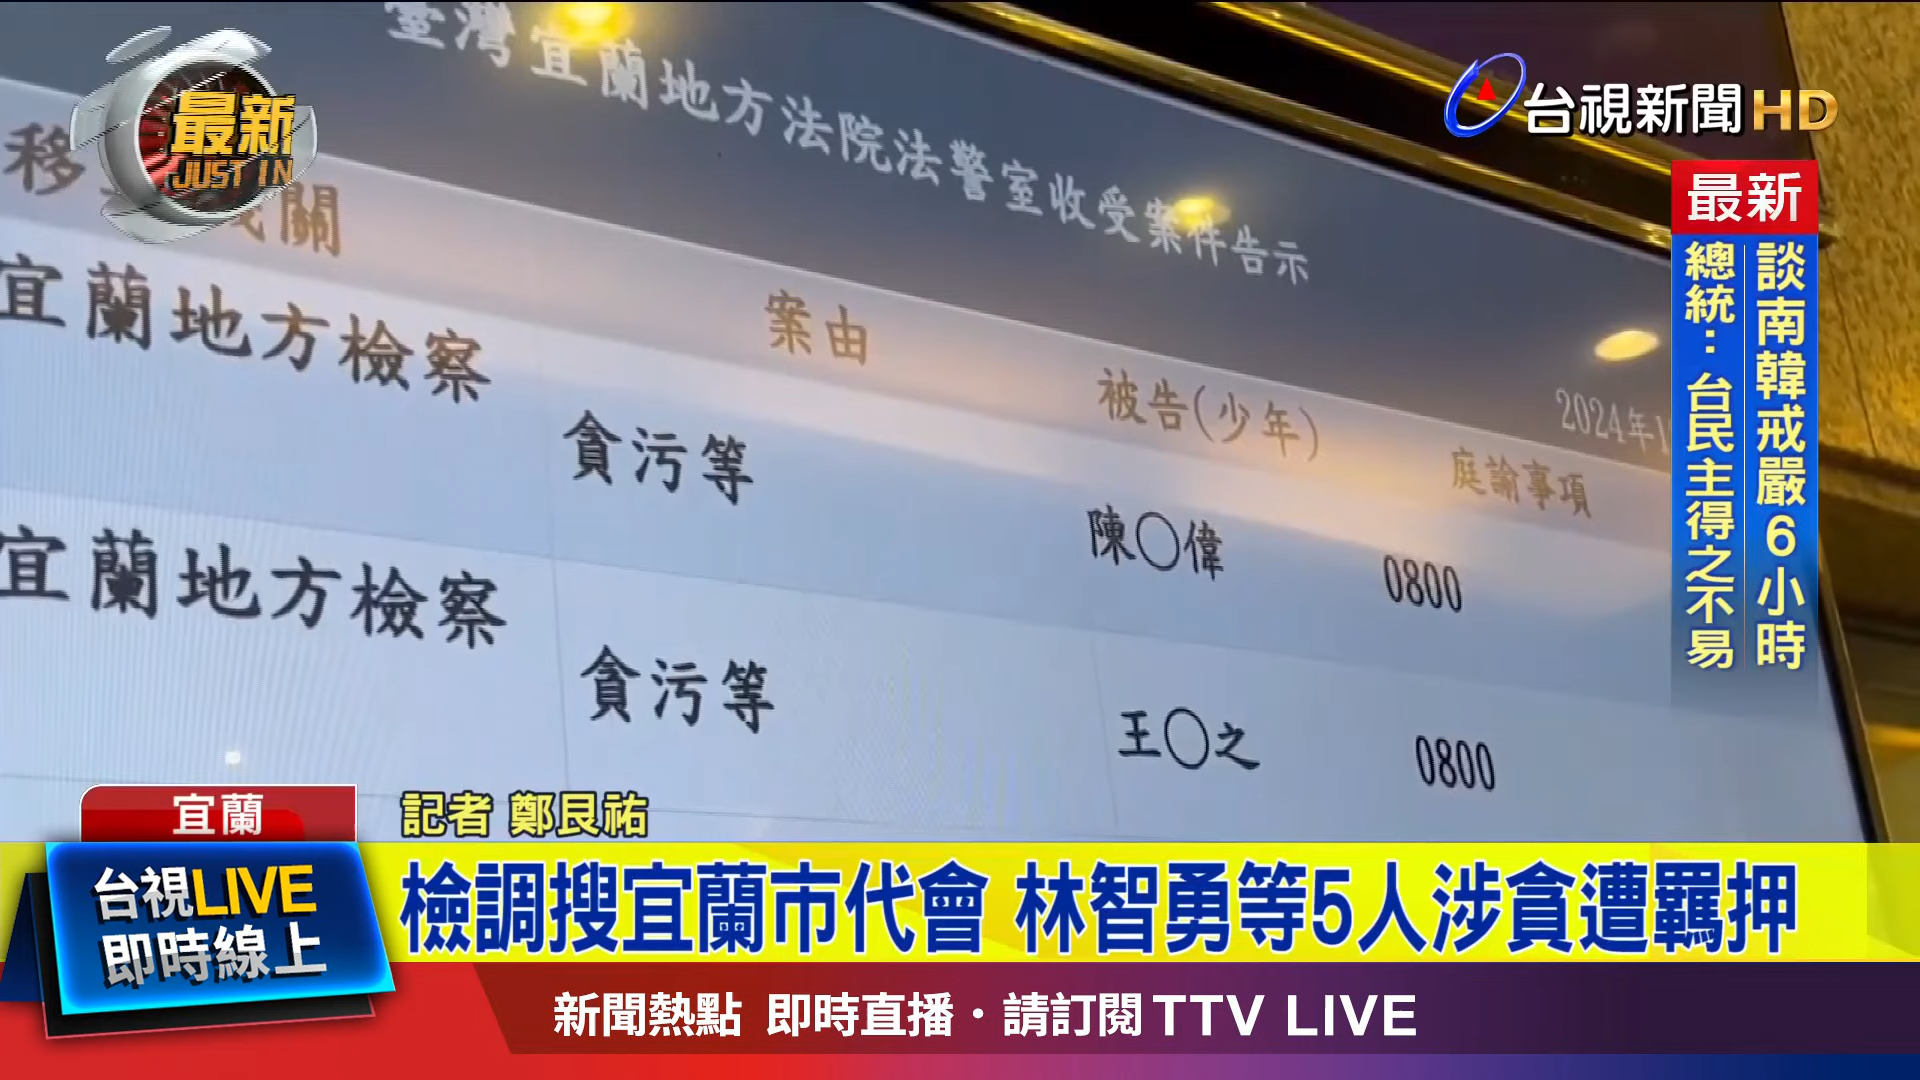 臺灣宜蘭地方法院法警室收受案件告示
最新
JUST IN
台視新聞HD
最新
談南韓戒嚴6小時
總統：台民主得之不易
2024年1
移 關
案由
被告(少年)
庭諭事項
宜蘭地方檢察
貪污等
陳○偉
0800
宜蘭地方檢察
貪污等
王○之
0800
宜蘭
記者 鄭艮祐
台視LIVE
即時線上
檢調搜宜蘭市代會 林智勇等5人涉貪遭羈押
新聞熱點 即時直播・請訂閱TTV LIVE